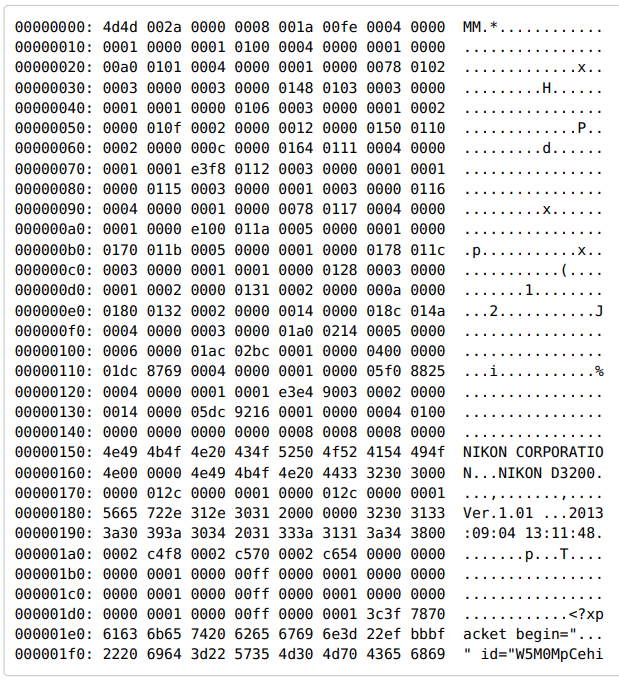 00000000: 4d4d 002a 0000 0008 001a 00fe 0004 0000  MM.*............
00000010: 0001 0000 0001 0100 0004 0000 0001 0000  ................
00000020: 00a0 0101 0004 0000 0001 0000 0078 0102  .............x..
00000030: 0003 0000 0003 0000 0148 0103 0003 0000  .........H......
00000040: 0001 0001 0000 0106 0003 0000 0001 0002  ................
00000050: 0000 010f 0002 0000 0012 0000 0150 0110  .............P..
00000060: 0002 0000 000c 0000 0164 0111 0004 0000  .........d......
00000070: 0001 0001 e3f8 0112 0003 0000 0001 0001  ................
00000080: 0000 0115 0003 0000 0001 0003 0000 0116  ................
00000090: 0004 0000 0001 0000 0078 0117 0004 0000  .........x......
000000a0: 0001 0000 e100 011a 0005 0000 0001 0000  ................
000000b0: 0170 011b 0005 0000 0001 0000 0178 011c  .p...........x..
000000c0: 0003 0000 0001 0001 0000 0128 0003 0000  ...........(....
000000d0: 0001 0002 0000 0131 0002 0000 000a 0000  .......1........
000000e0: 0180 0132 0002 0000 0014 0000 018c 014a  ...2...........J
000000f0: 0004 0000 0003 0000 01a0 0214 0005 0000  ................
00000100: 0006 0000 01ac 02bc 0001 0000 0400 0000  ................
00000110: 01dc 8769 0004 0000 0001 0000 05f0 8825  ...i...........%
00000120: 0004 0000 0001 0001 e3e4 9003 0002 0000  ................
00000130: 0014 0000 05dc 9216 0001 0000 0004 0100  ................
00000140: 0000 0000 0000 0000 0008 0008 0008 0000  ................
00000150: 4e49 4b4f 4e20 434f 5250 4f52 4154 494f  NIKON CORPORATIO
00000160: 4e00 0000 4e49 4b4f 4e20 4433 3230 3000  N...NIKON D3200.
00000170: 0000 012c 0000 0001 0000 012c 0000 0001  ...,.......,....
00000180: 5665 722e 312e 3031 2000 0000 3230 3133  Ver.1.01 ...2013
00000190: 3a30 393a 3034 2031 333a 3131 3a34 3800  :09:04 13:11:48.
000001a0: 0002 c4f8 0002 c570 0002 c654 0000 0000  .......p...T....
000001b0: 0000 0001 0000 00ff 0000 0001 0000 0000  ................
000001c0: 0000 0001 0000 00ff 0000 0001 0000 0000  ................
000001d0: 0000 0001 0000 00ff 0000 0001 3c3f 7870  ............<?xp
000001e0: 6163 6b65 7420 6265 6769 6e3d 22ef bbbf  acket begin="...
000001f0: 2220 6964 3d22 5735 4d30 4d70 4365 6869  " id="W5M0MpCehi